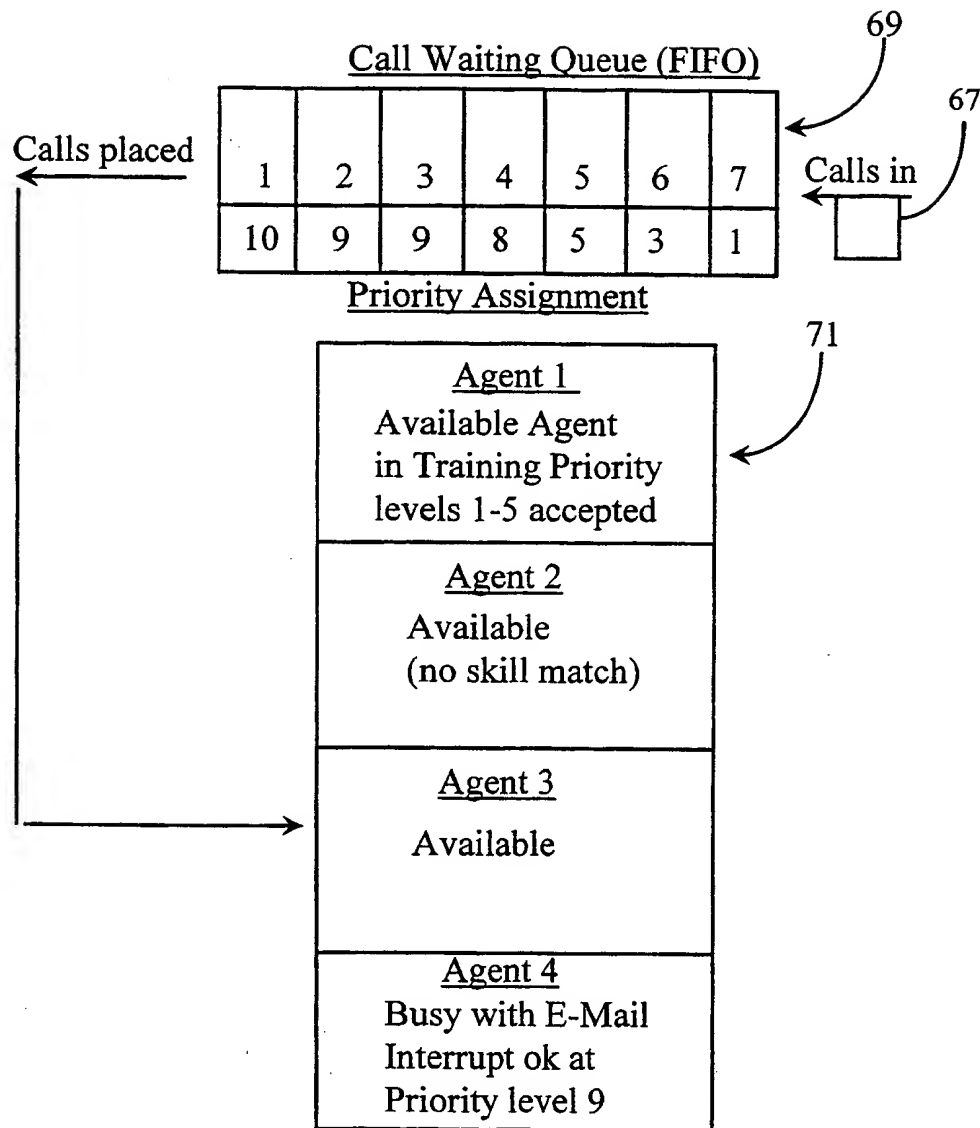 69
Call Waiting Queue (FIFO)
67
Calls placed
1 2 3 4 5 6 7
Calls in
10 9 9 8 5 3 1
Priority Assignment
71
Agent 1
Available Agent
in Training Priority
levels 1-5 accepted
Agent 2
Available
(no skill match)
Agent 3
Available
Agent 4
Busy with E-Mail
Interrupt ok at
Priority level 9